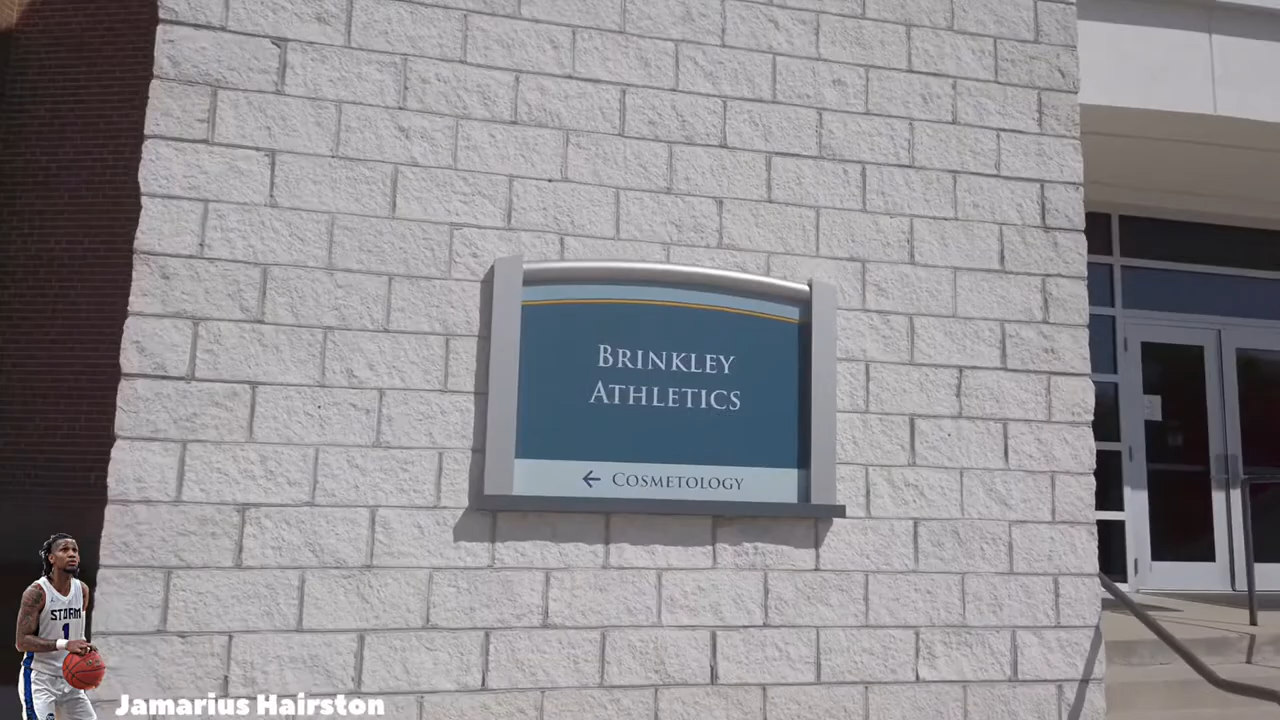 BRINKLEY
ATHLETICS
← COSMETOLOGY
STORM
1
Jamarius Hairston